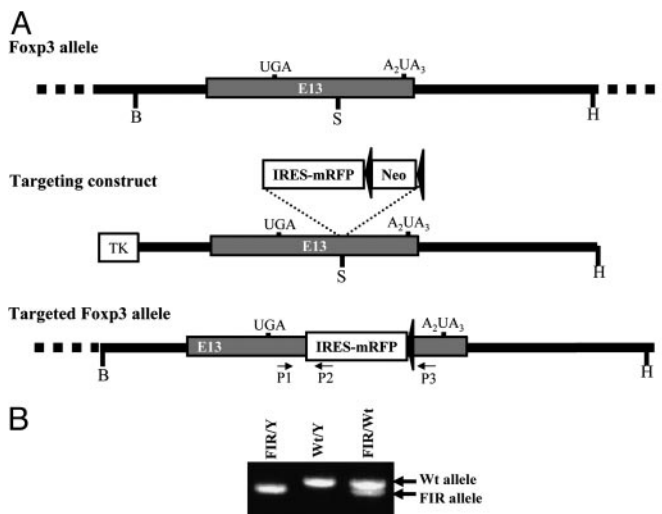 A
Foxp3 allele
UGA
A₂UA₃
E13
B
S
H
IRES-mRFP
Neo
Targeting construct
UGA
A₂UA₃
TK
E13
S
H
Targeted Foxp3 allele
UGA
A₂UA₃
E13
IRES-mRFP
B
P1
P2
P3
H
B
FIR/Y
Wt/Y
FIR/Wt
Wt allele
FIR allele